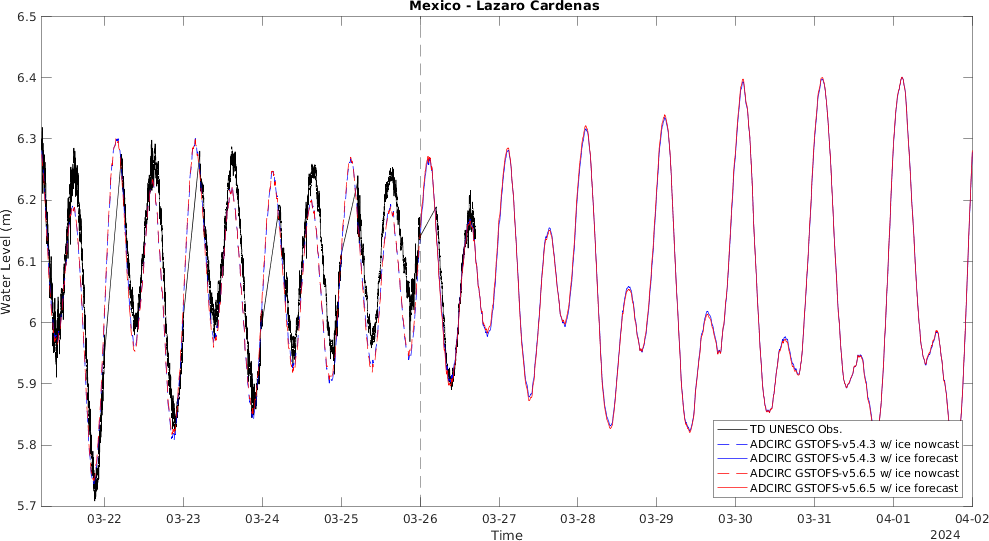 Mexico - Lazaro Cardenas
6.5
6.4
6.3
6.2
6.1
6
5.9
5.8
5.7
Water Level (m)
03-22
03-23
03-24
03-25
03-26
03-27
03-28
03-29
03-30
03-31
04-01
04-02
Time
2024
TD UNESCO Obs.
ADCIRC GSTOFS-v5.4.3 w/ ice nowcast
ADCIRC GSTOFS-v5.4.3 w/ ice forecast
ADCIRC GSTOFS-v5.6.5 w/ ice nowcast
ADCIRC GSTOFS-v5.6.5 w/ ice forecast